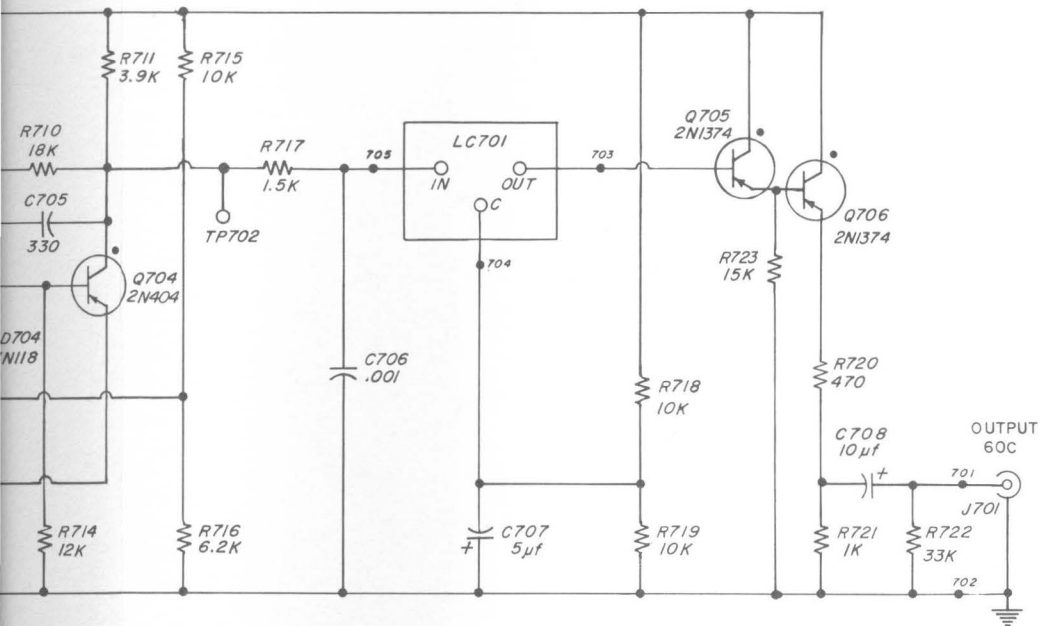 R711
3.9K
R715
10K
R710
18K
C705
330
Q704
2N404
D704
N118
R714
12K
R716
6.2K
TP702
R717
1.5K
705
C706
.001
LC701
IN
OUT
C
703
704
C707
5µf
+
R718
10K
R719
10K
Q705
2N1374
Q706
2N1374
R723
15K
R720
470
C708
10µf
+
R721
1K
R722
33K
701
702
OUTPUT
60C
J701